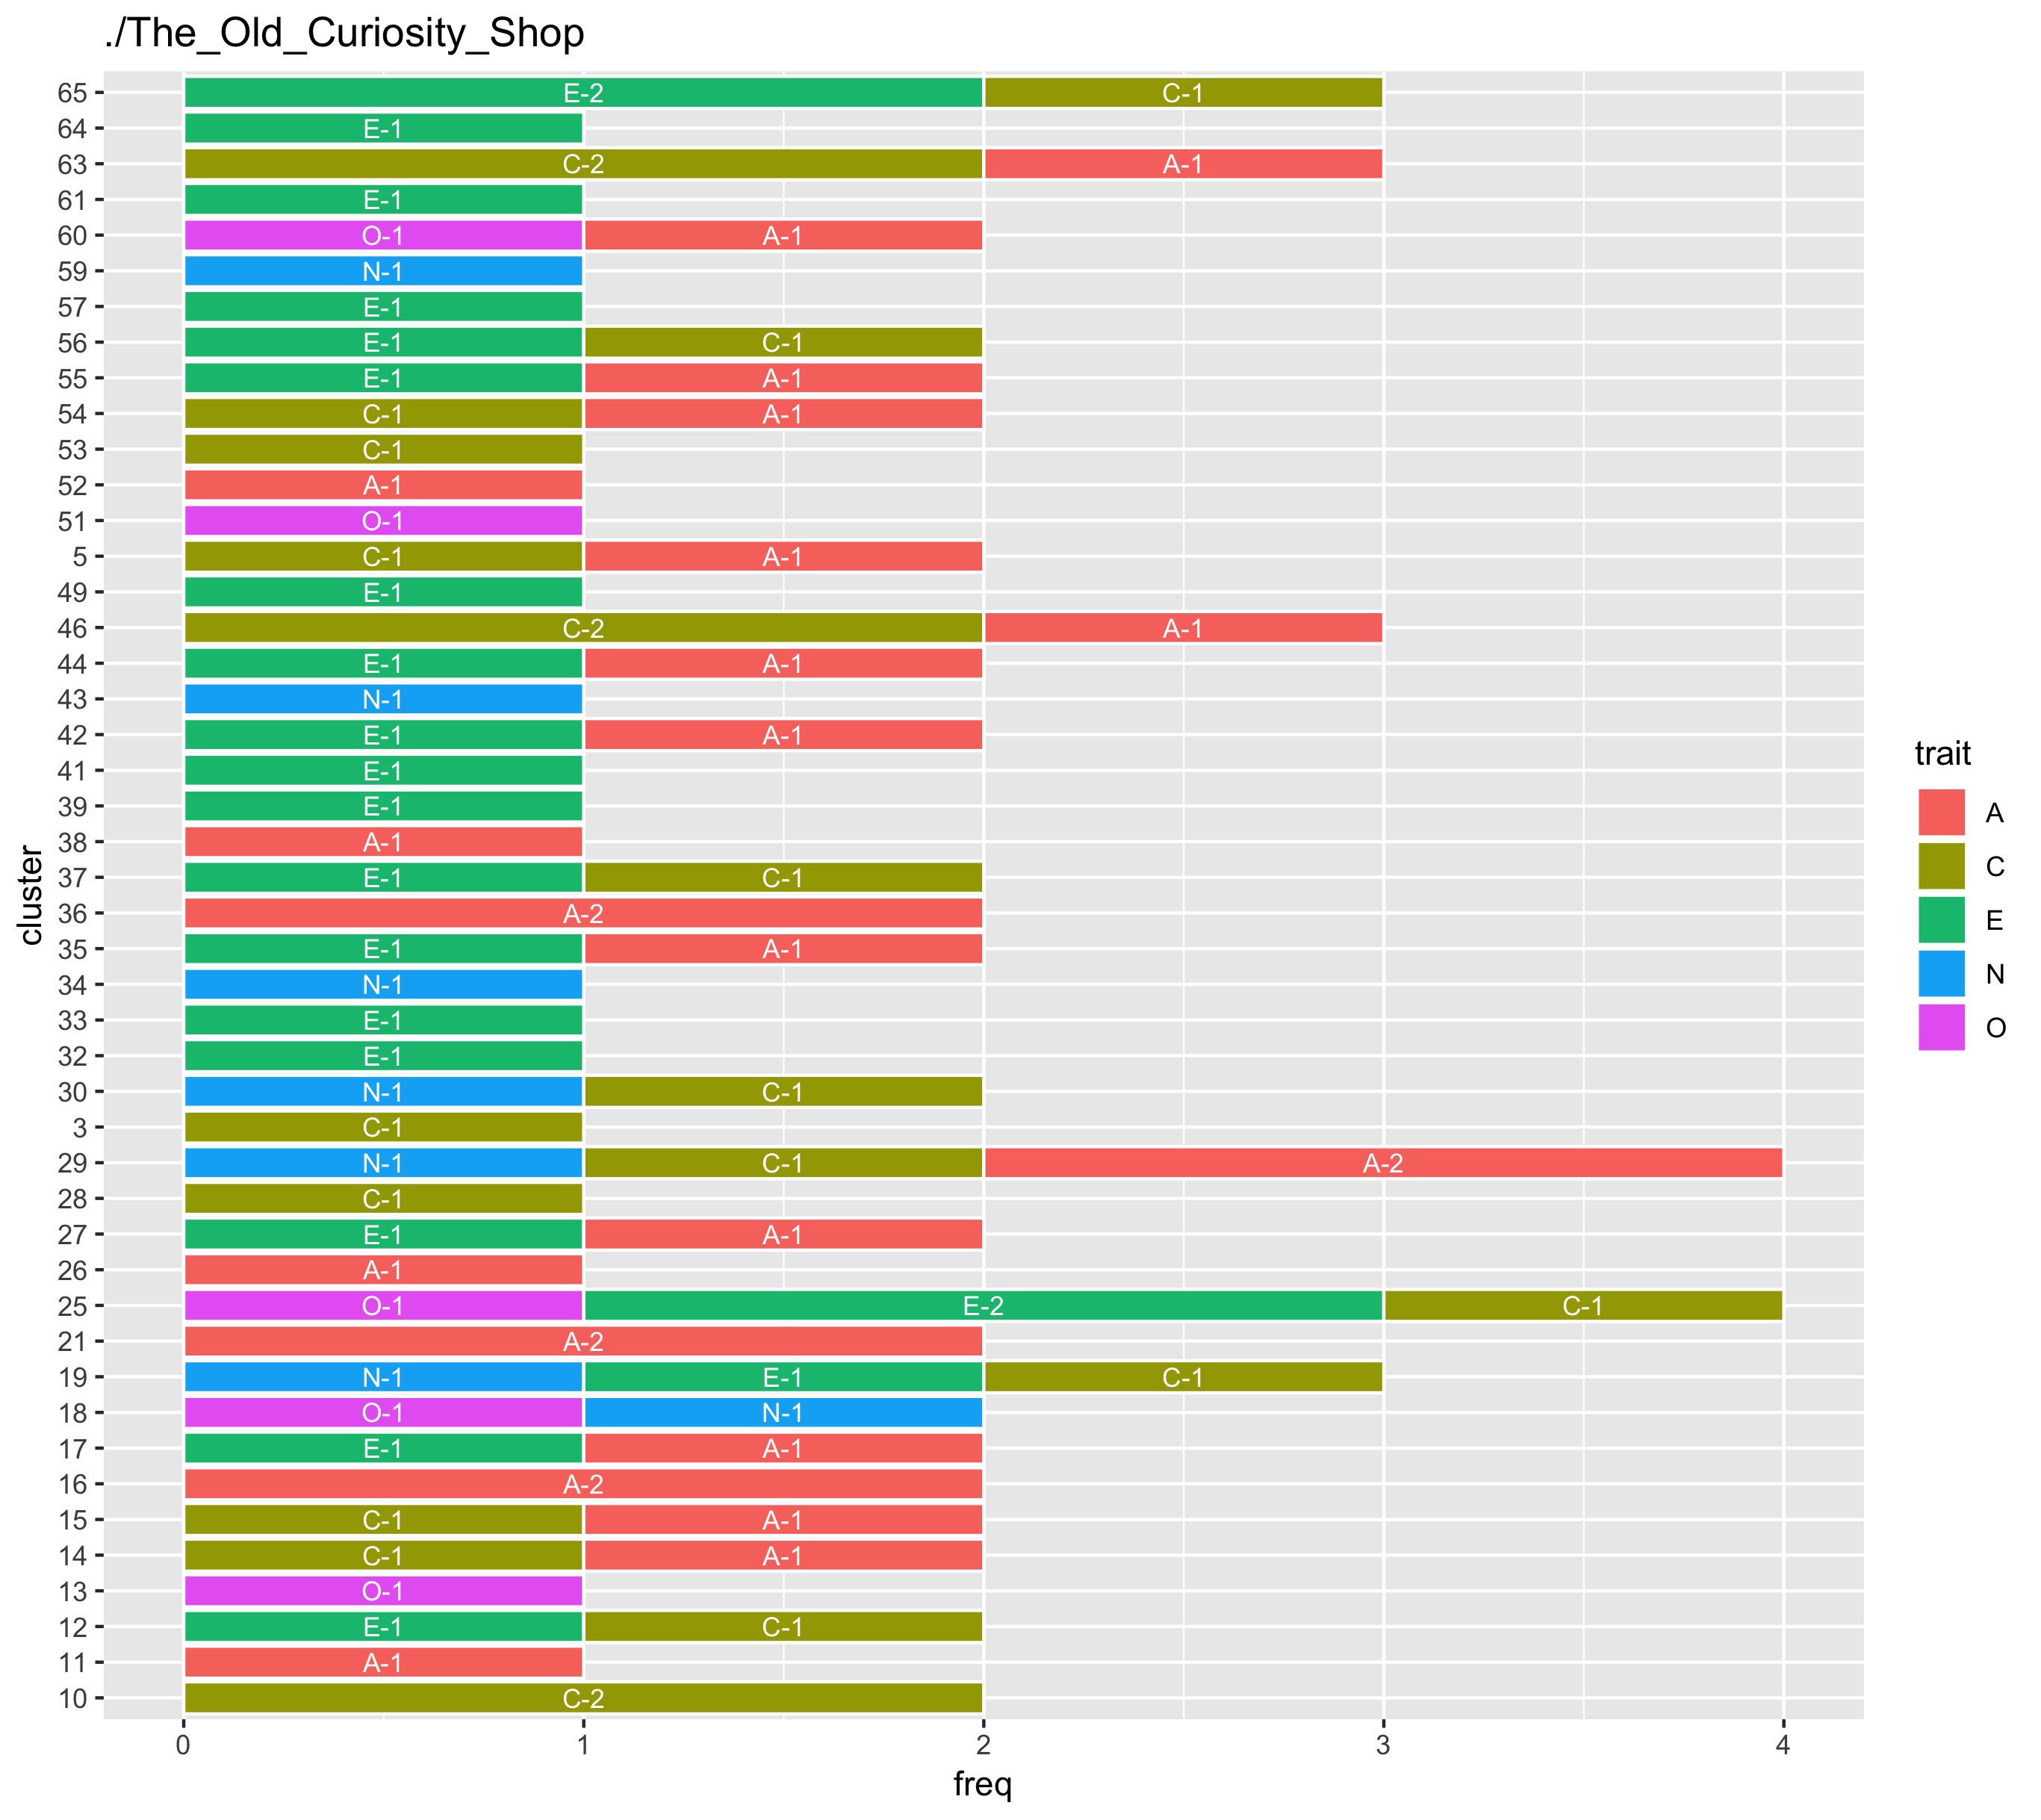 ./The_Old_Curiosity_Shop
65 E-2 C-1
64 E-1
63 C-2 A-1
61 E-1
60 O-1 A-1
59 N-1
57 E-1
56 E-1 C-1
55 E-1 A-1
54 C-1 A-1
53 C-1
52 A-1
51 O-1
5 C-1 A-1
49 E-1
46 C-2 A-1
44 E-1 A-1
43 N-1
42 E-1 A-1
41 E-1
39 E-1
38 A-1
37 E-1 C-1
36 A-2
35 E-1 A-1
34 N-1
33 E-1
32 E-1
30 N-1 C-1
3 C-1
29 N-1 C-1 A-2
28 C-1
27 E-1 A-1
26 A-1
25 O-1 E-2 C-1
21 A-2
19 N-1 E-1 C-1
18 O-1 N-1
17 E-1 A-1
16 A-2
15 C-1 A-1
14 C-1 A-1
13 O-1
12 E-1 C-1
11 A-1
10 C-2
0 1 2 3 4
freq
cluster
trait
A
C
E
N
O